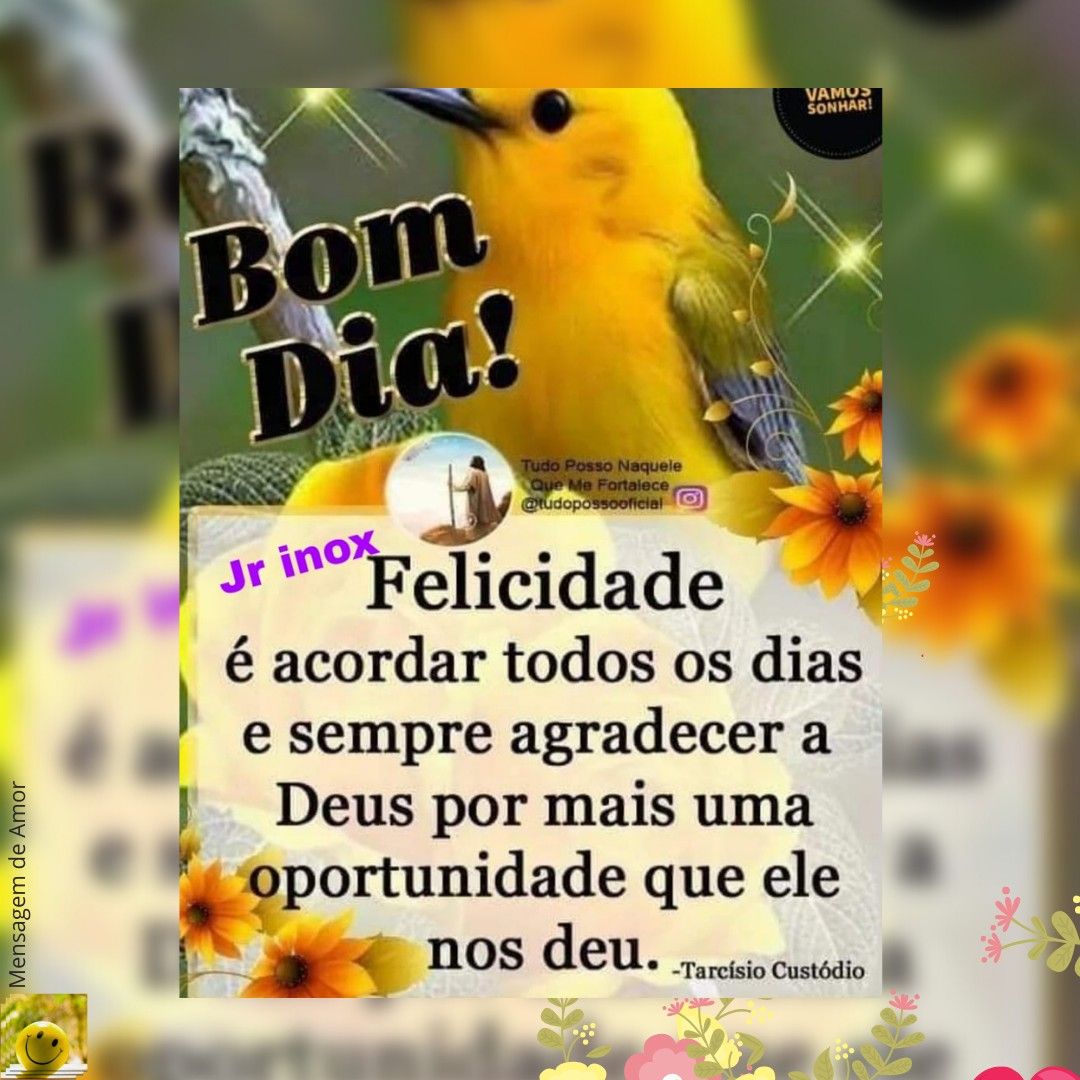 VAMOS
SONHAR!
Bom
Dia!
Tudo Posso Naquele
Que Me Fortalece
@tudopossooficial
Jr inox
Felicidade
é acordar todos os dias
e sempre agradecer a
Deus por mais uma
oportunidade que ele
nos deu.
-Tarcísio Custódio
Mensagem de Amor